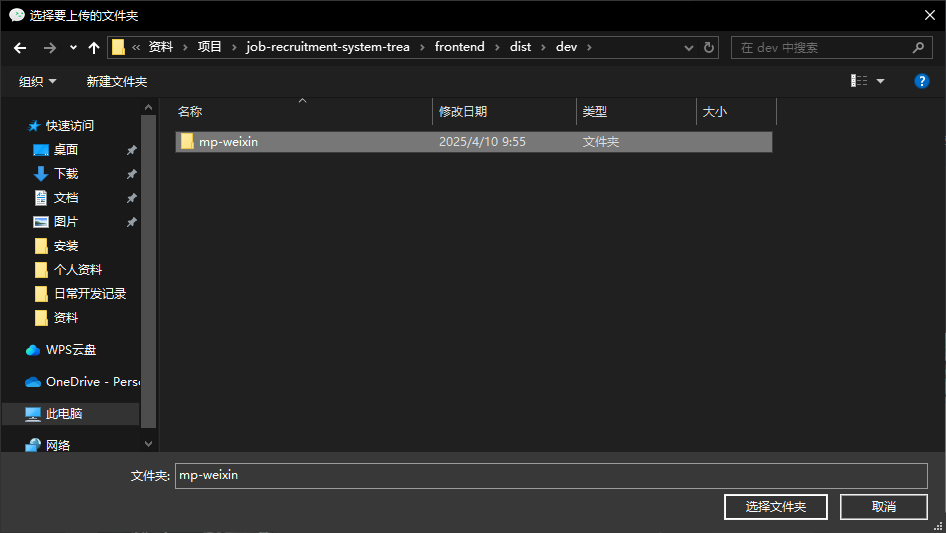 选择要上传的文件夹
« 资料 › 项目 › job-recruitment-system-trea › frontend › dist › dev ›
在 dev 中搜索
组织 新建文件夹
名称 修改日期 类型 大小
mp-weixin 2025/4/10 9:55 文件夹
快速访问
桌面
下载
文档
图片
安装
个人资料
日常开发记录
资料
WPS云盘
OneDrive - Pers
此电脑
网络
文件夹: mp-weixin
选择文件夹 取消